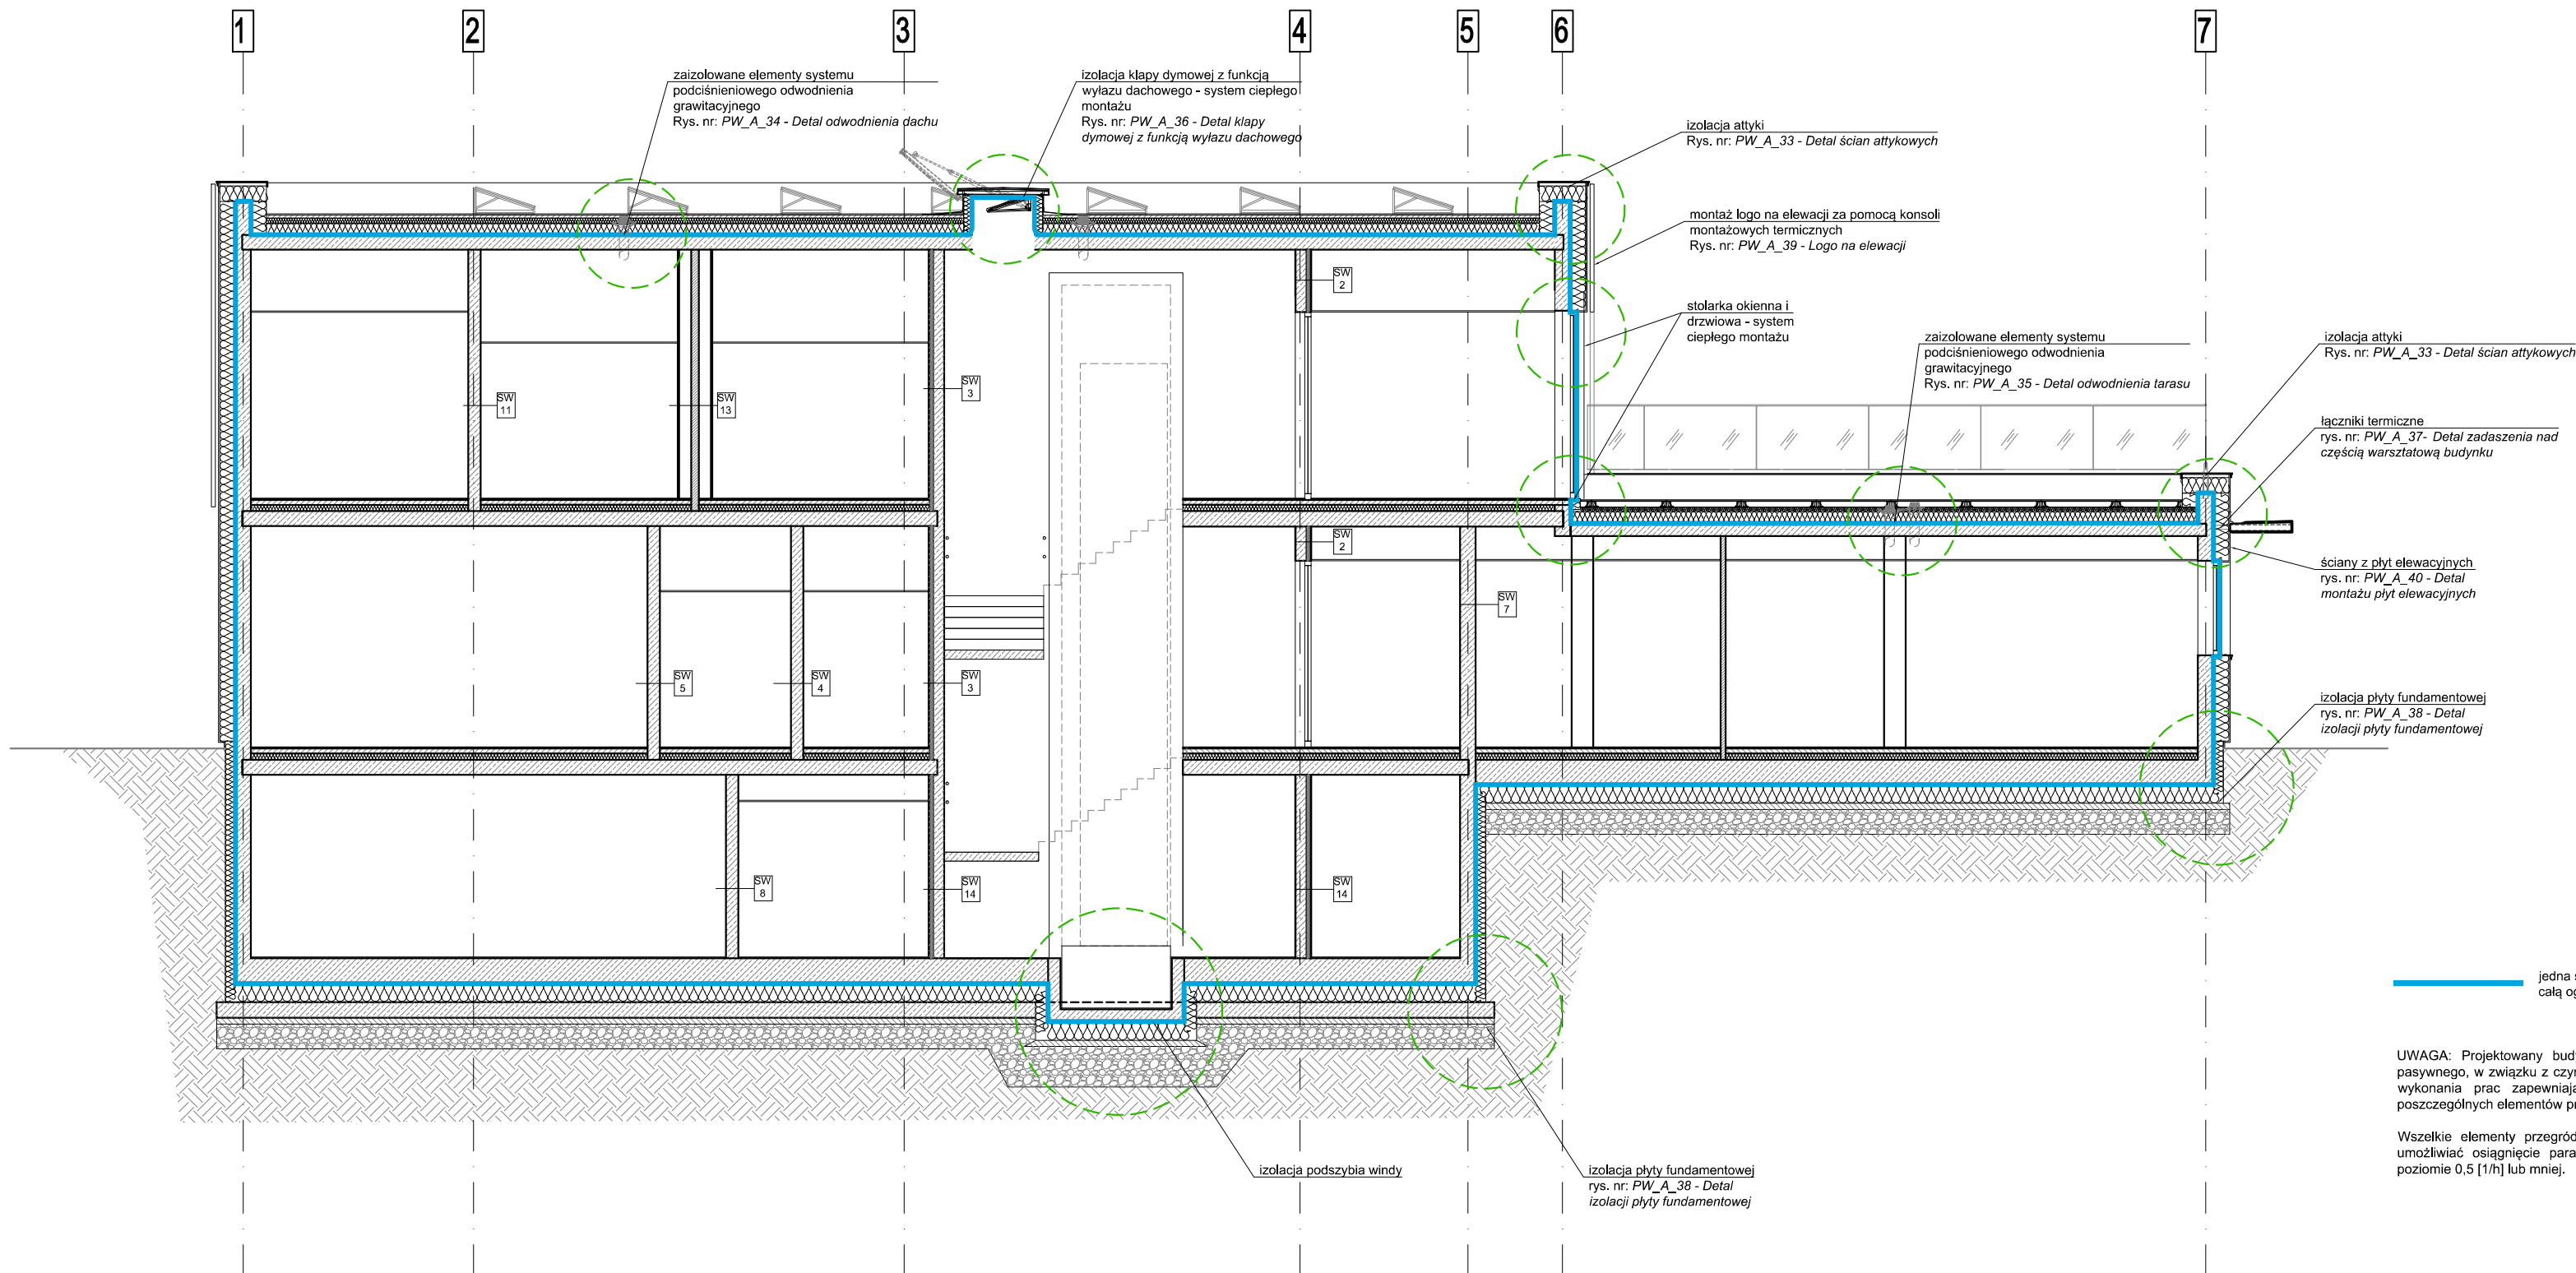 1
2
3
4
5
6
7
zaizolowane elementy systemu
podciśnieniowego odwodnienia
grawitacyjnego
Rys. nr: PW_A_34 - Detal odwodnienia dachu
izolacja klapy dymowej z funkcją
wyłazu dachowego - system ciepłego
montażu
Rys. nr: PW_A_36 - Detal klapy
dymowej z funkcją wyłazu dachowego
izolacja attyki
Rys. nr: PW_A_33 - Detal ścian attykowych
montaż logo na elewacji za pomocą konsoli
montażowych termicznych
Rys. nr: PW_A_39 - Logo na elewacji
stolarka okienna i
drzwiowa - system
ciepłego montażu
zaizolowane elementy systemu
podciśnieniowego odwodnienia
grawitacyjnego
Rys. nr: PW_A_35 - Detal odwodnienia tarasu
izolacja attyki
Rys. nr: PW_A_33 - Detal ścian attykowych
łączniki termiczne
rys. nr: PW_A_37- Detal zadaszenia nad
częścią warsztatową budynku
ściany z płyt elewacyjnych
rys. nr: PW_A_40 - Detal
montażu płyt elewacyjnych
izolacja płyty fundamentowej
rys. nr: PW_A_38 - Detal
izolacji płyty fundamentowej
SW
2
SW
11
SW
13
SW
3
SW
2
SW
7
SW
5
SW
4
SW
3
SW
8
SW
14
SW
14
izolacja podszybia windy
izolacja płyty fundamentowej
rys. nr: PW_A_38 - Detal
izolacji płyty fundamentowej
jedna
całą
UWAGA: Projektowany
pasywnego, w związku z
wykonania prac
poszczególnych elementów
Wszelkie elementy
umożliwiać osiągnięcie
poziomie 0,5 [1/h] lub mniej.